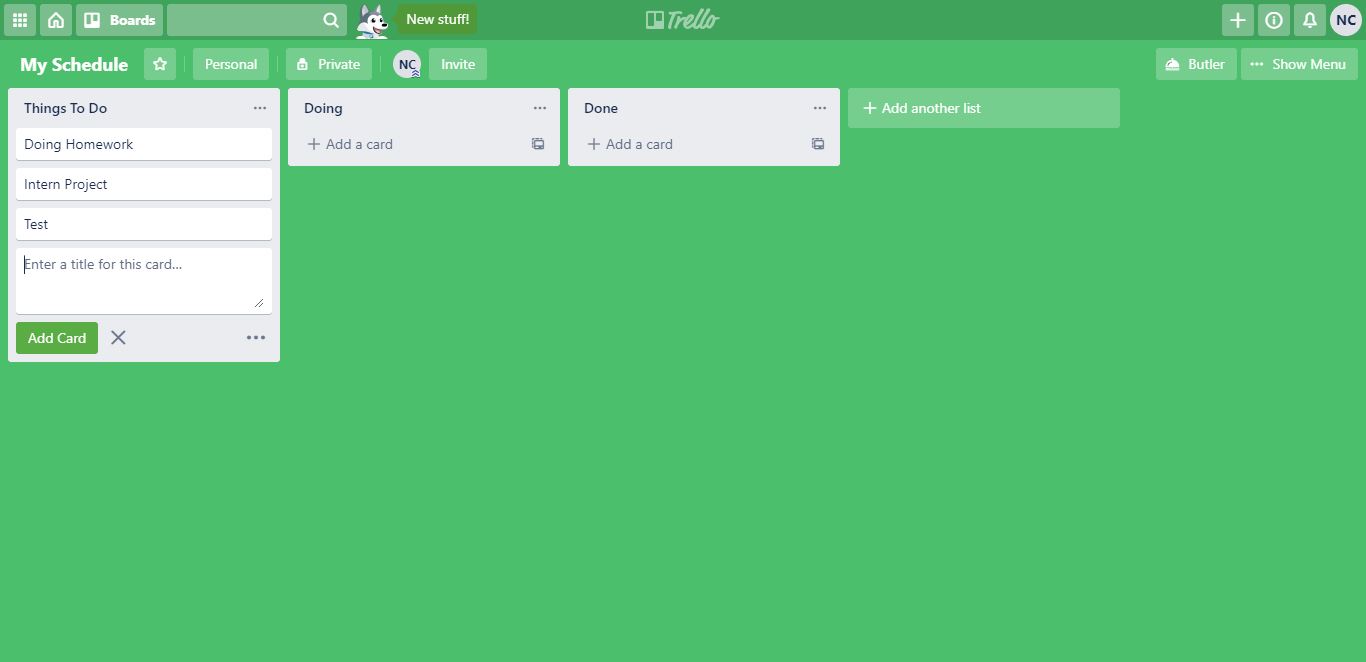 Boards
New stuff!
Trello
NC
My Schedule
Personal
Private
NC
Invite
Butler
Show Menu
Things To Do
Doing Homework
Intern Project
Test
Enter a title for this card...
Add Card
Doing
Add a card
Done
Add a card
Add another list